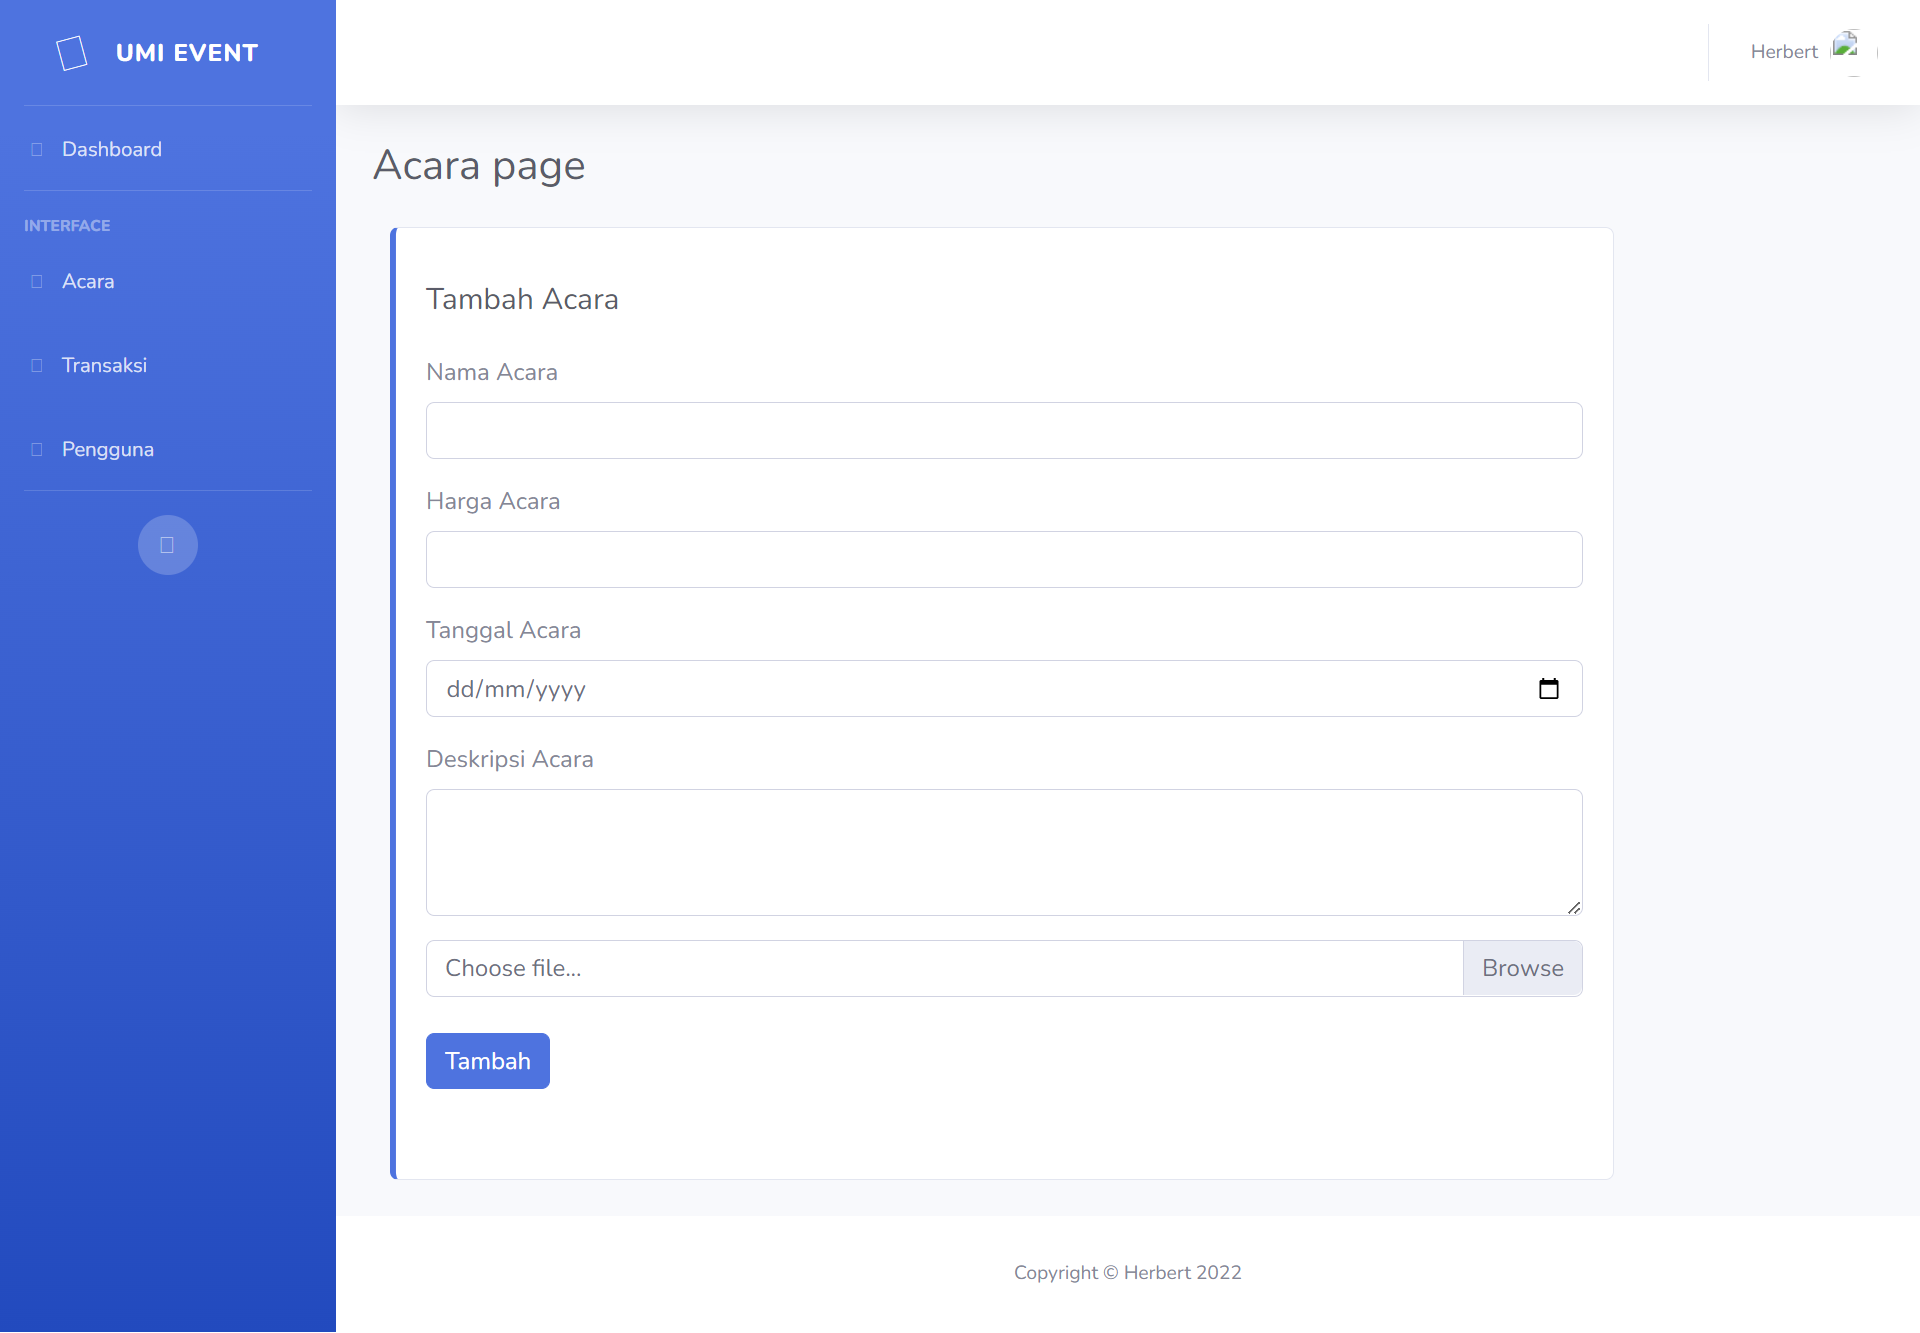 UMI EVENT
Herbert
Dashboard
INTERFACE
Acara
Transaksi
Pengguna
Acara page
Tambah Acara
Nama Acara
Harga Acara
Tanggal Acara
dd/mm/yyyy
Deskripsi Acara
Choose file...
Browse
Tambah
Copyright © Herbert 2022